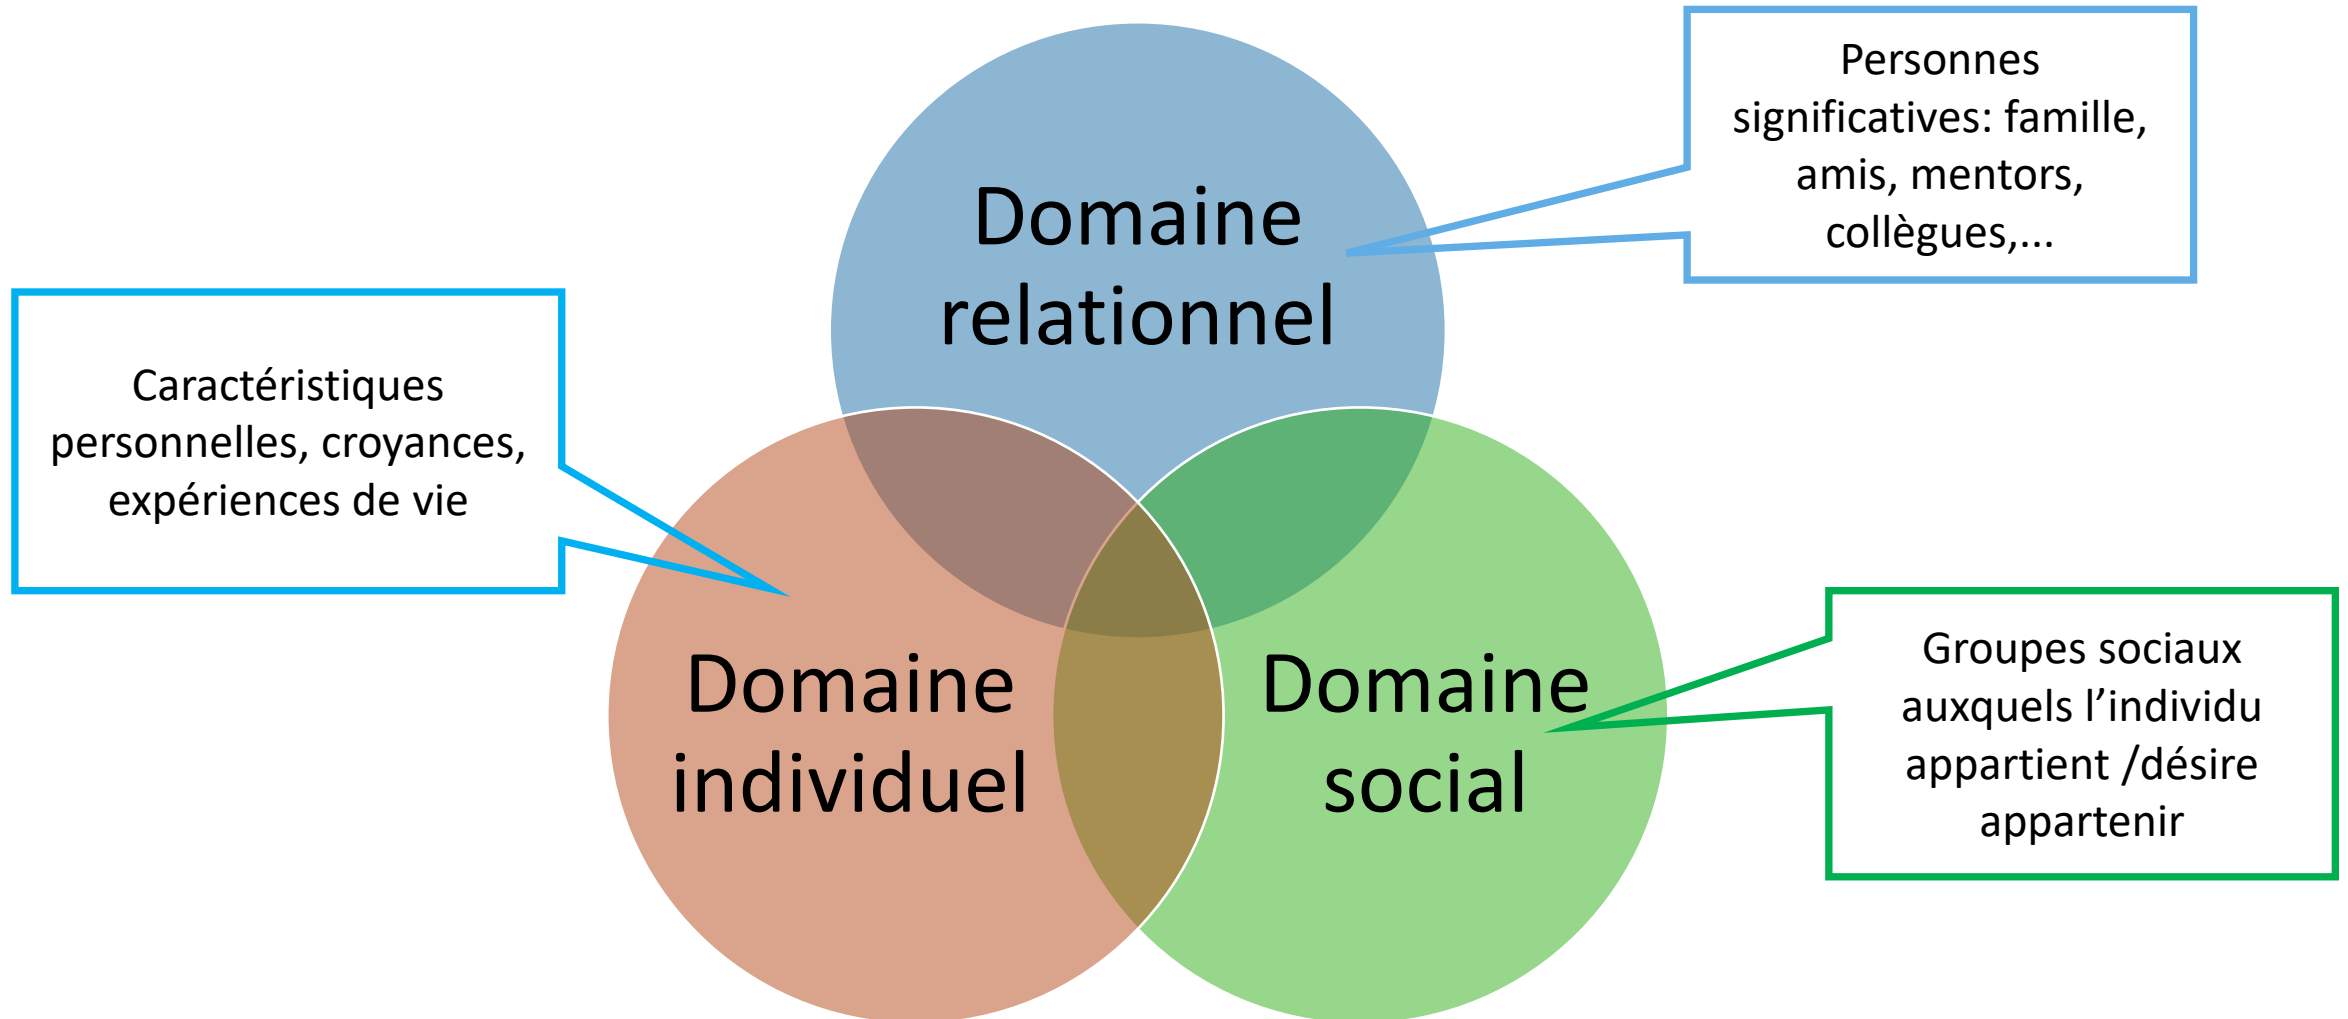 Personnes
significatives: famille,
amis, mentors,
collègues,...
Domaine
relationnel
Caractéristiques
personnelles, croyances,
expériences de vie
Domaine
individuel
Domaine
social
Groupes sociaux
auxquels l’individu
appartient /désire
appartenir